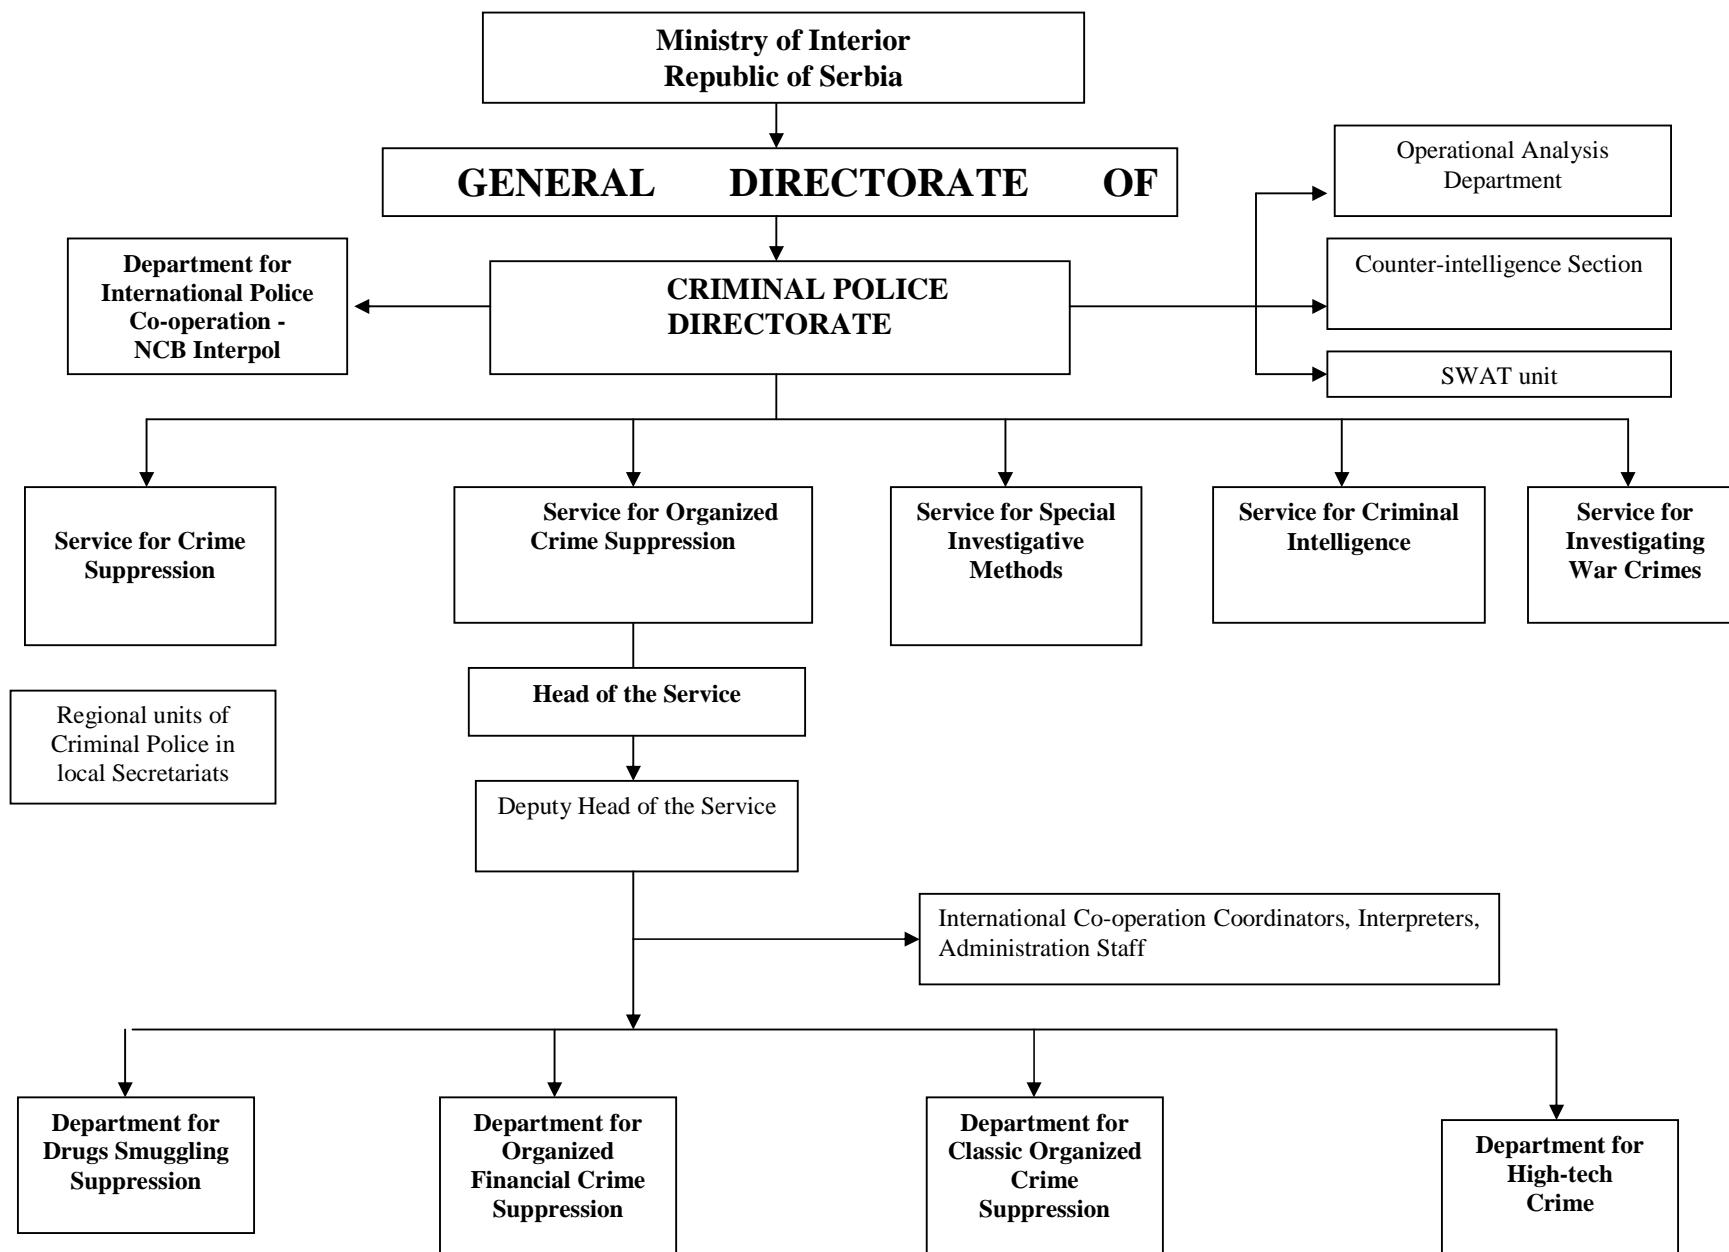 Ministry of Interior
Republic of Serbia
GENERAL DIRECTORATE OF
Operational Analysis
Department
Department for
International Police
Co-operation -
NCB Interpol
CRIMINAL POLICE
DIRECTORATE
Counter-intelligence Section
SWAT unit
Service for Crime
Suppression
Service for Organized
Crime Suppression
Service for Special
Investigative
Methods
Service for Criminal
Intelligence
Service for
Investigating
War Crimes
Head of the Service
Regional units of
Criminal Police in
local Secretariats
Deputy Head of the Service
International Co-operation Coordinators, Interpreters,
Administration Staff
Department for
Drugs Smuggling
Suppression
Department for
Organized
Financial Crime
Suppression
Department for
Classic Organized
Crime
Suppression
Department for
High-tech
Crime